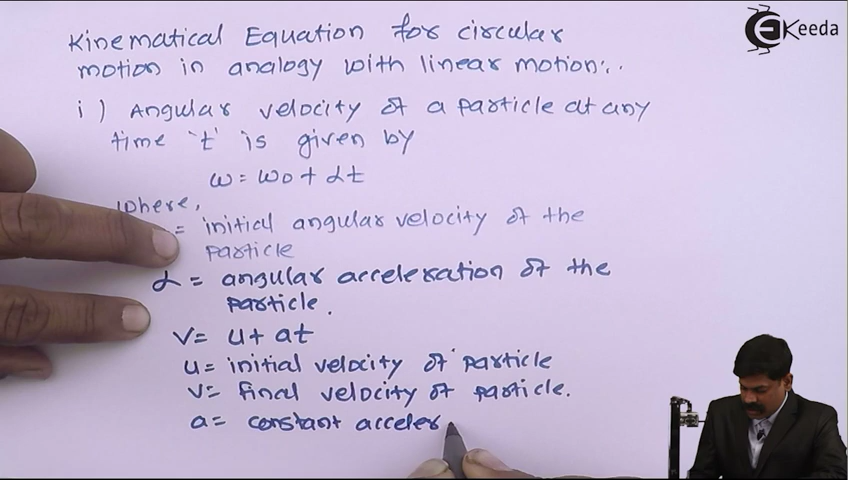 Kinematical Equation for circular
motion in analogy with linear motion:.
i) Angular velocity of a particle at any
time 't' is given by
ω = ω0 + αt
where,
= initial angular velocity of the
particle
α = angular acceleration of the
particle.
v = u + at
u = initial velocity of particle
v = final velocity of particle.
a = constant acceler
EKeeda